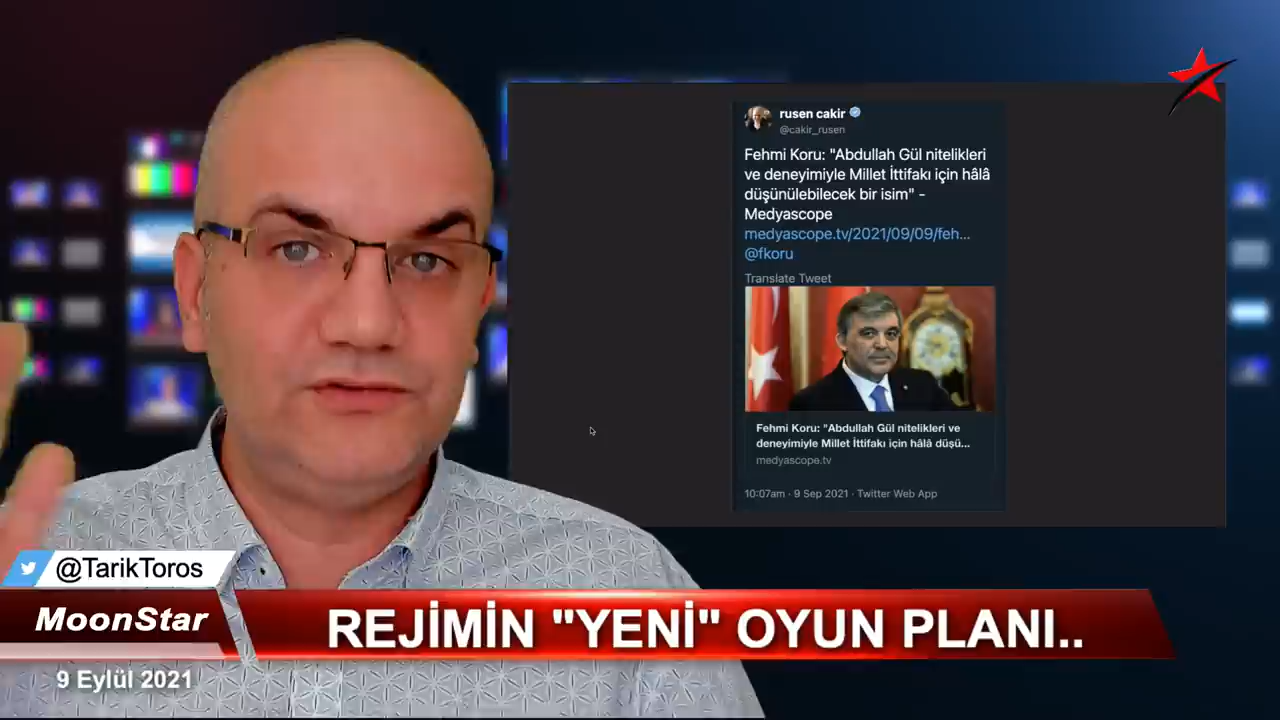 rusen cakir
@cakir_rusen
Fehmi Koru: "Abdullah Gül nitelikleri
ve deneyimiyle Millet İttifakı için hâlâ
düşünülebilecek bir isim" -
Medyascope
medyascope.tv/2021/09/09/feh...
@fkoru
Translate Tweet
Fehmi Koru: "Abdullah Gül nitelikleri ve
deneyimiyle Millet İttifakı için hâlâ düşü...
medyascope.tv
10:07am · 9 Sep 2021 · Twitter Web App
@TarikToros
MoonStar
REJİMİN "YENİ" OYUN PLANI..
9 Eylül 2021